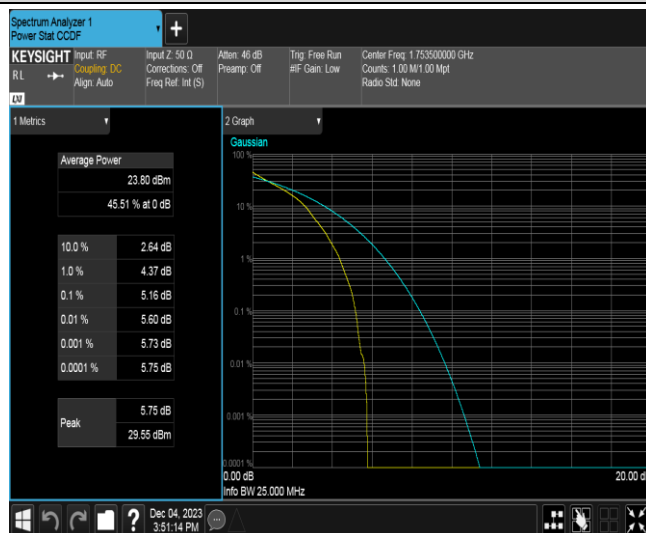 Spectrum Analyzer 1
Power Stat CCDF
+
KEYSIGHT
RL
LXI
Input: RF
Coupling: DC
Align: Auto
Input Z: 50 Ω
Corrections: Off
Freq Ref: Int (S)
Atten: 46 dB
Preamp: Off
Trig: Free Run
#IF Gain: Low
Center Freq: 1.753500000 GHz
Counts: 1.00 M/1.00 Mpt
Radio Std: None
1 Metrics
Average Power
23.80 dBm
45.51 % at 0 dB
10.0 % 2.64 dB
1.0 % 4.37 dB
0.1 % 5.16 dB
0.01 % 5.60 dB
0.001 % 5.73 dB
0.0001 % 5.75 dB
Peak
5.75 dB
29.55 dBm
2 Graph
Gaussian
100 %
10 %
1 %
0.1 %
0.01 %
0.001 %
0.0001 %
0.00 dB
20.00 d
Info BW 25.000 MHz
?
Dec 04, 2023
3:51:14 PM